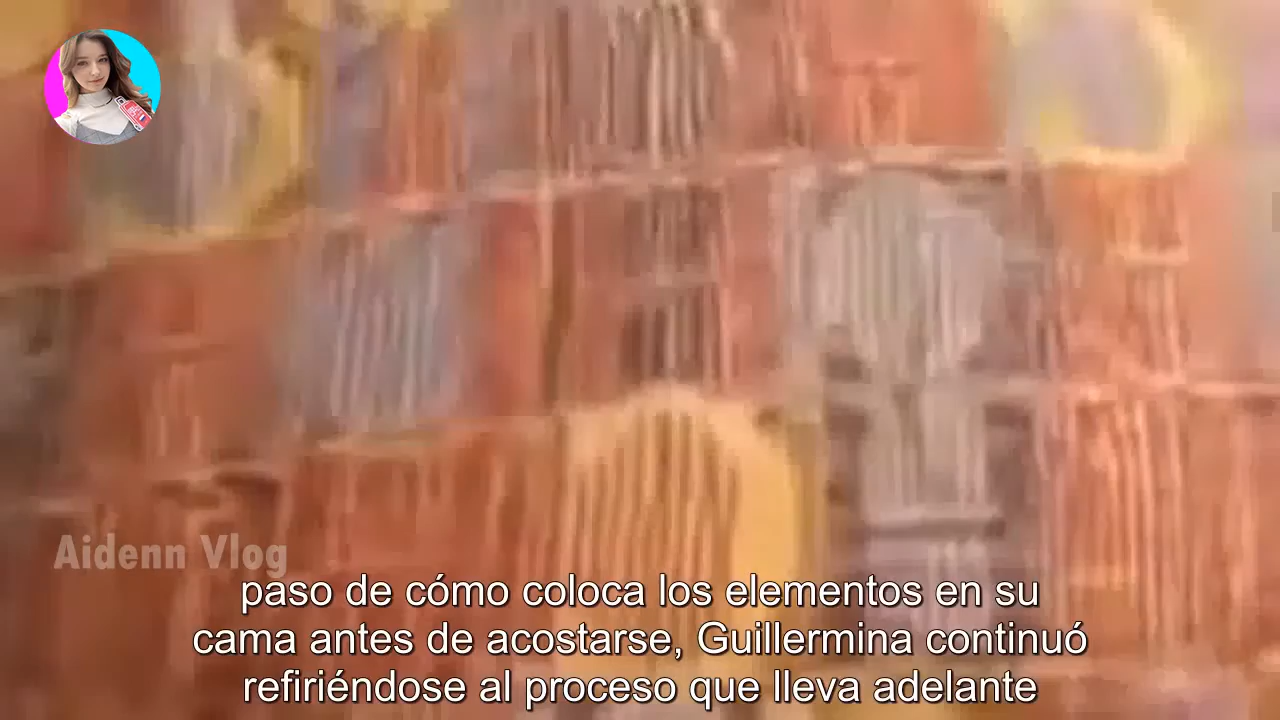 Aidenn Vlog
paso de cómo coloca los elementos en su
cama antes de acostarse, Guillermina continuó
refiriéndose al proceso que lleva adelante